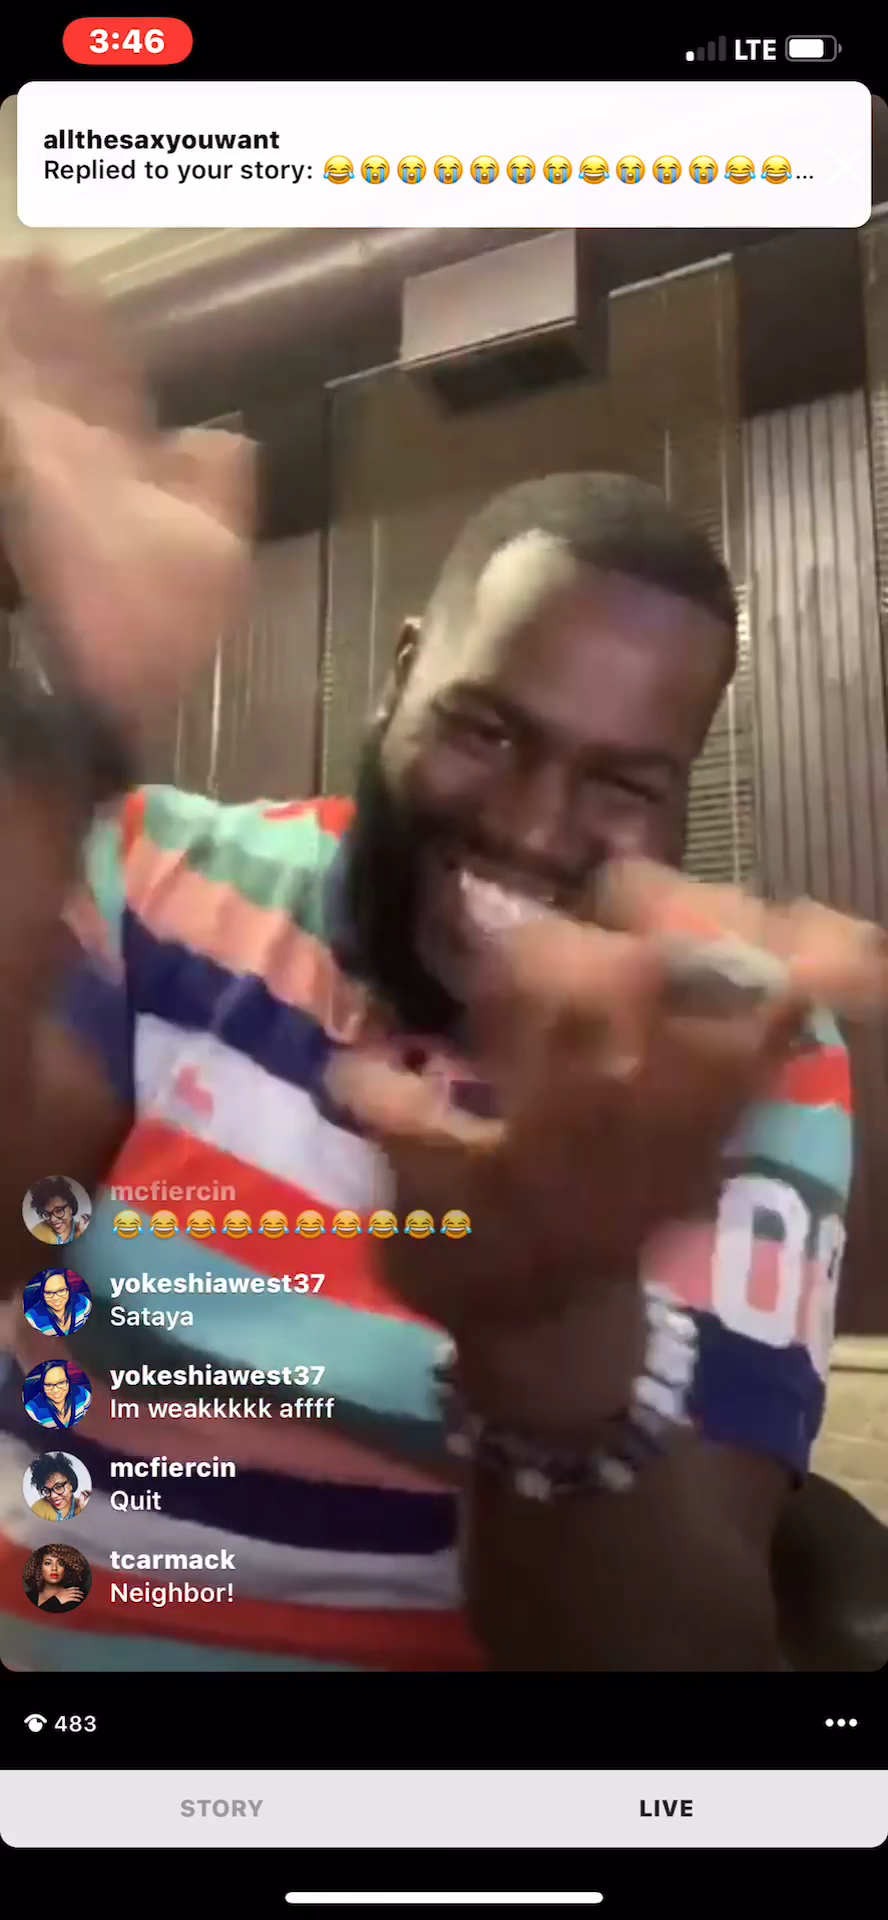 3:46
LTE
allthesaxyouwant
Replied to your story: 😂😭😭😭😭😭😭😂😭😭😭😂😂...
mcfiercin
😂😂😂😂😂😂😂😂😂😂
yokeshiawest37
Sataya
yokeshiawest37
Im weakkkkk affff
mcfiercin
Quit
tcarmack
Neighbor!
483
STORY
LIVE